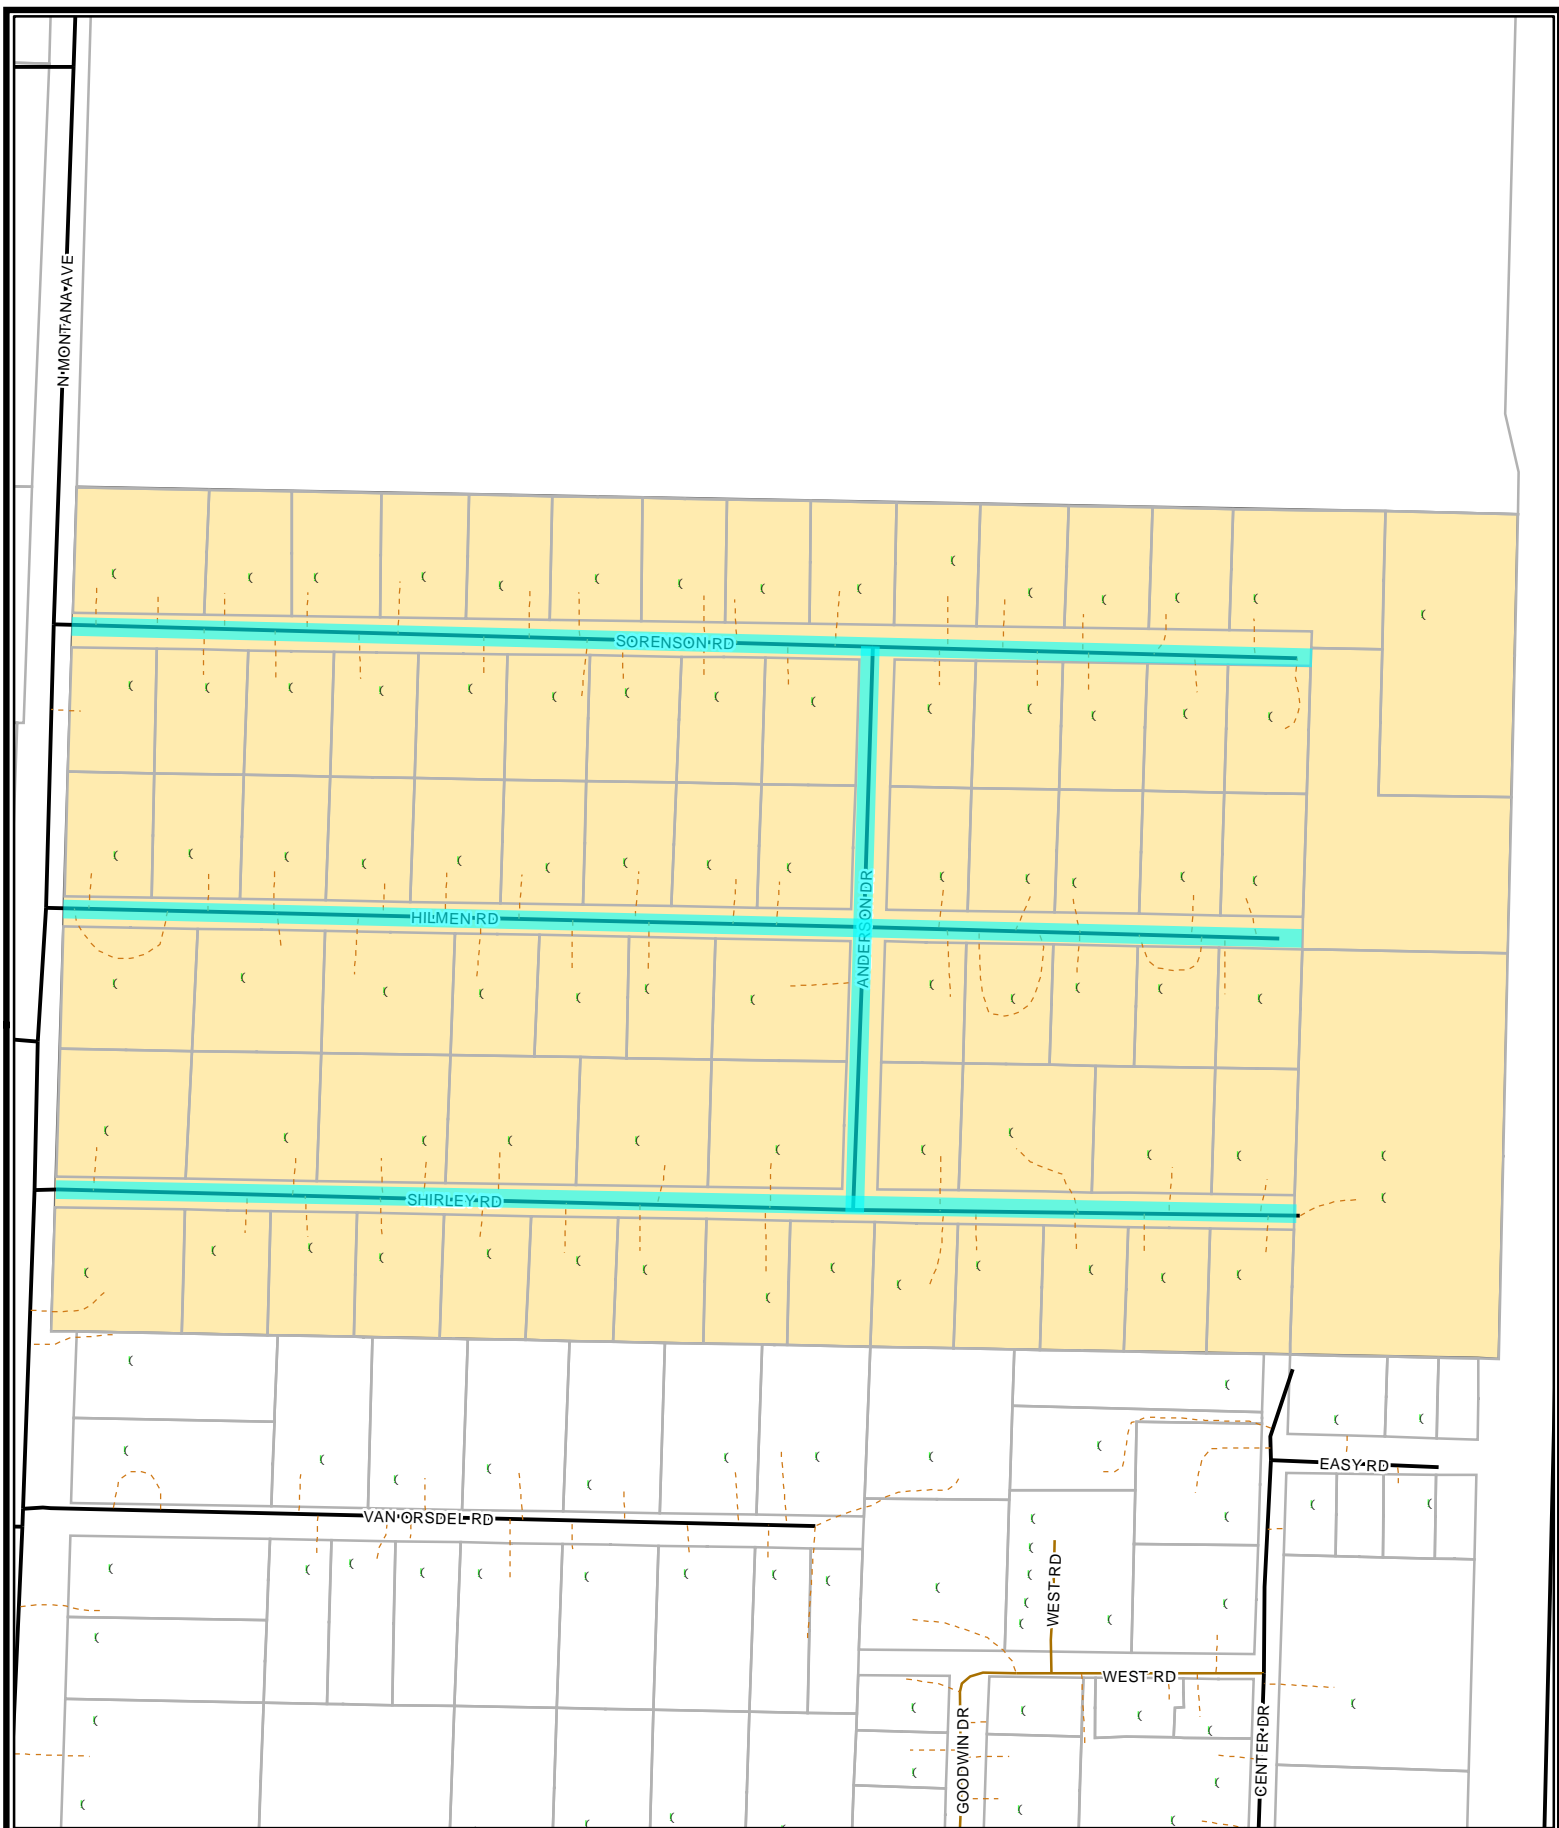 N MONTANA AVE
SORENSON RD
HILMEN RD
ANDERSON DR
SHIRLEY RD
EASY RD
VAN ORSDEL RD
WEST RD
WEST RD
GOODWIN DR
CENTER DR